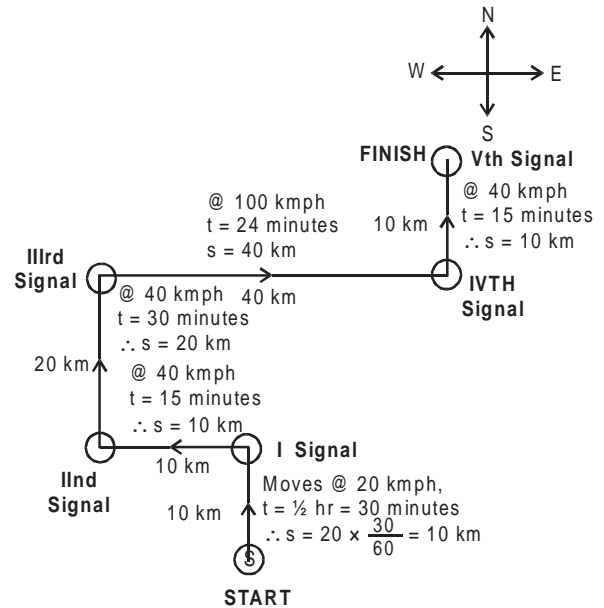 N
W E
S
FINISH Vth Signal
@ 40 kmph
t = 15 minutes
∴ s = 10 km
10 km
@ 100 kmph
t = 24 minutes
s = 40 km
40 km
IIIrd
Signal
IVTH
Signal
@ 40 kmph
t = 30 minutes
∴ s = 20 km
20 km
@ 40 kmph
t = 15 minutes
∴ s = 10 km
10 km
I Signal
IInd
Signal
Moves @ 20 kmph,
t = ½ hr = 30 minutes
∴ s = 20 × 30/60 = 10 km
10 km
S
START